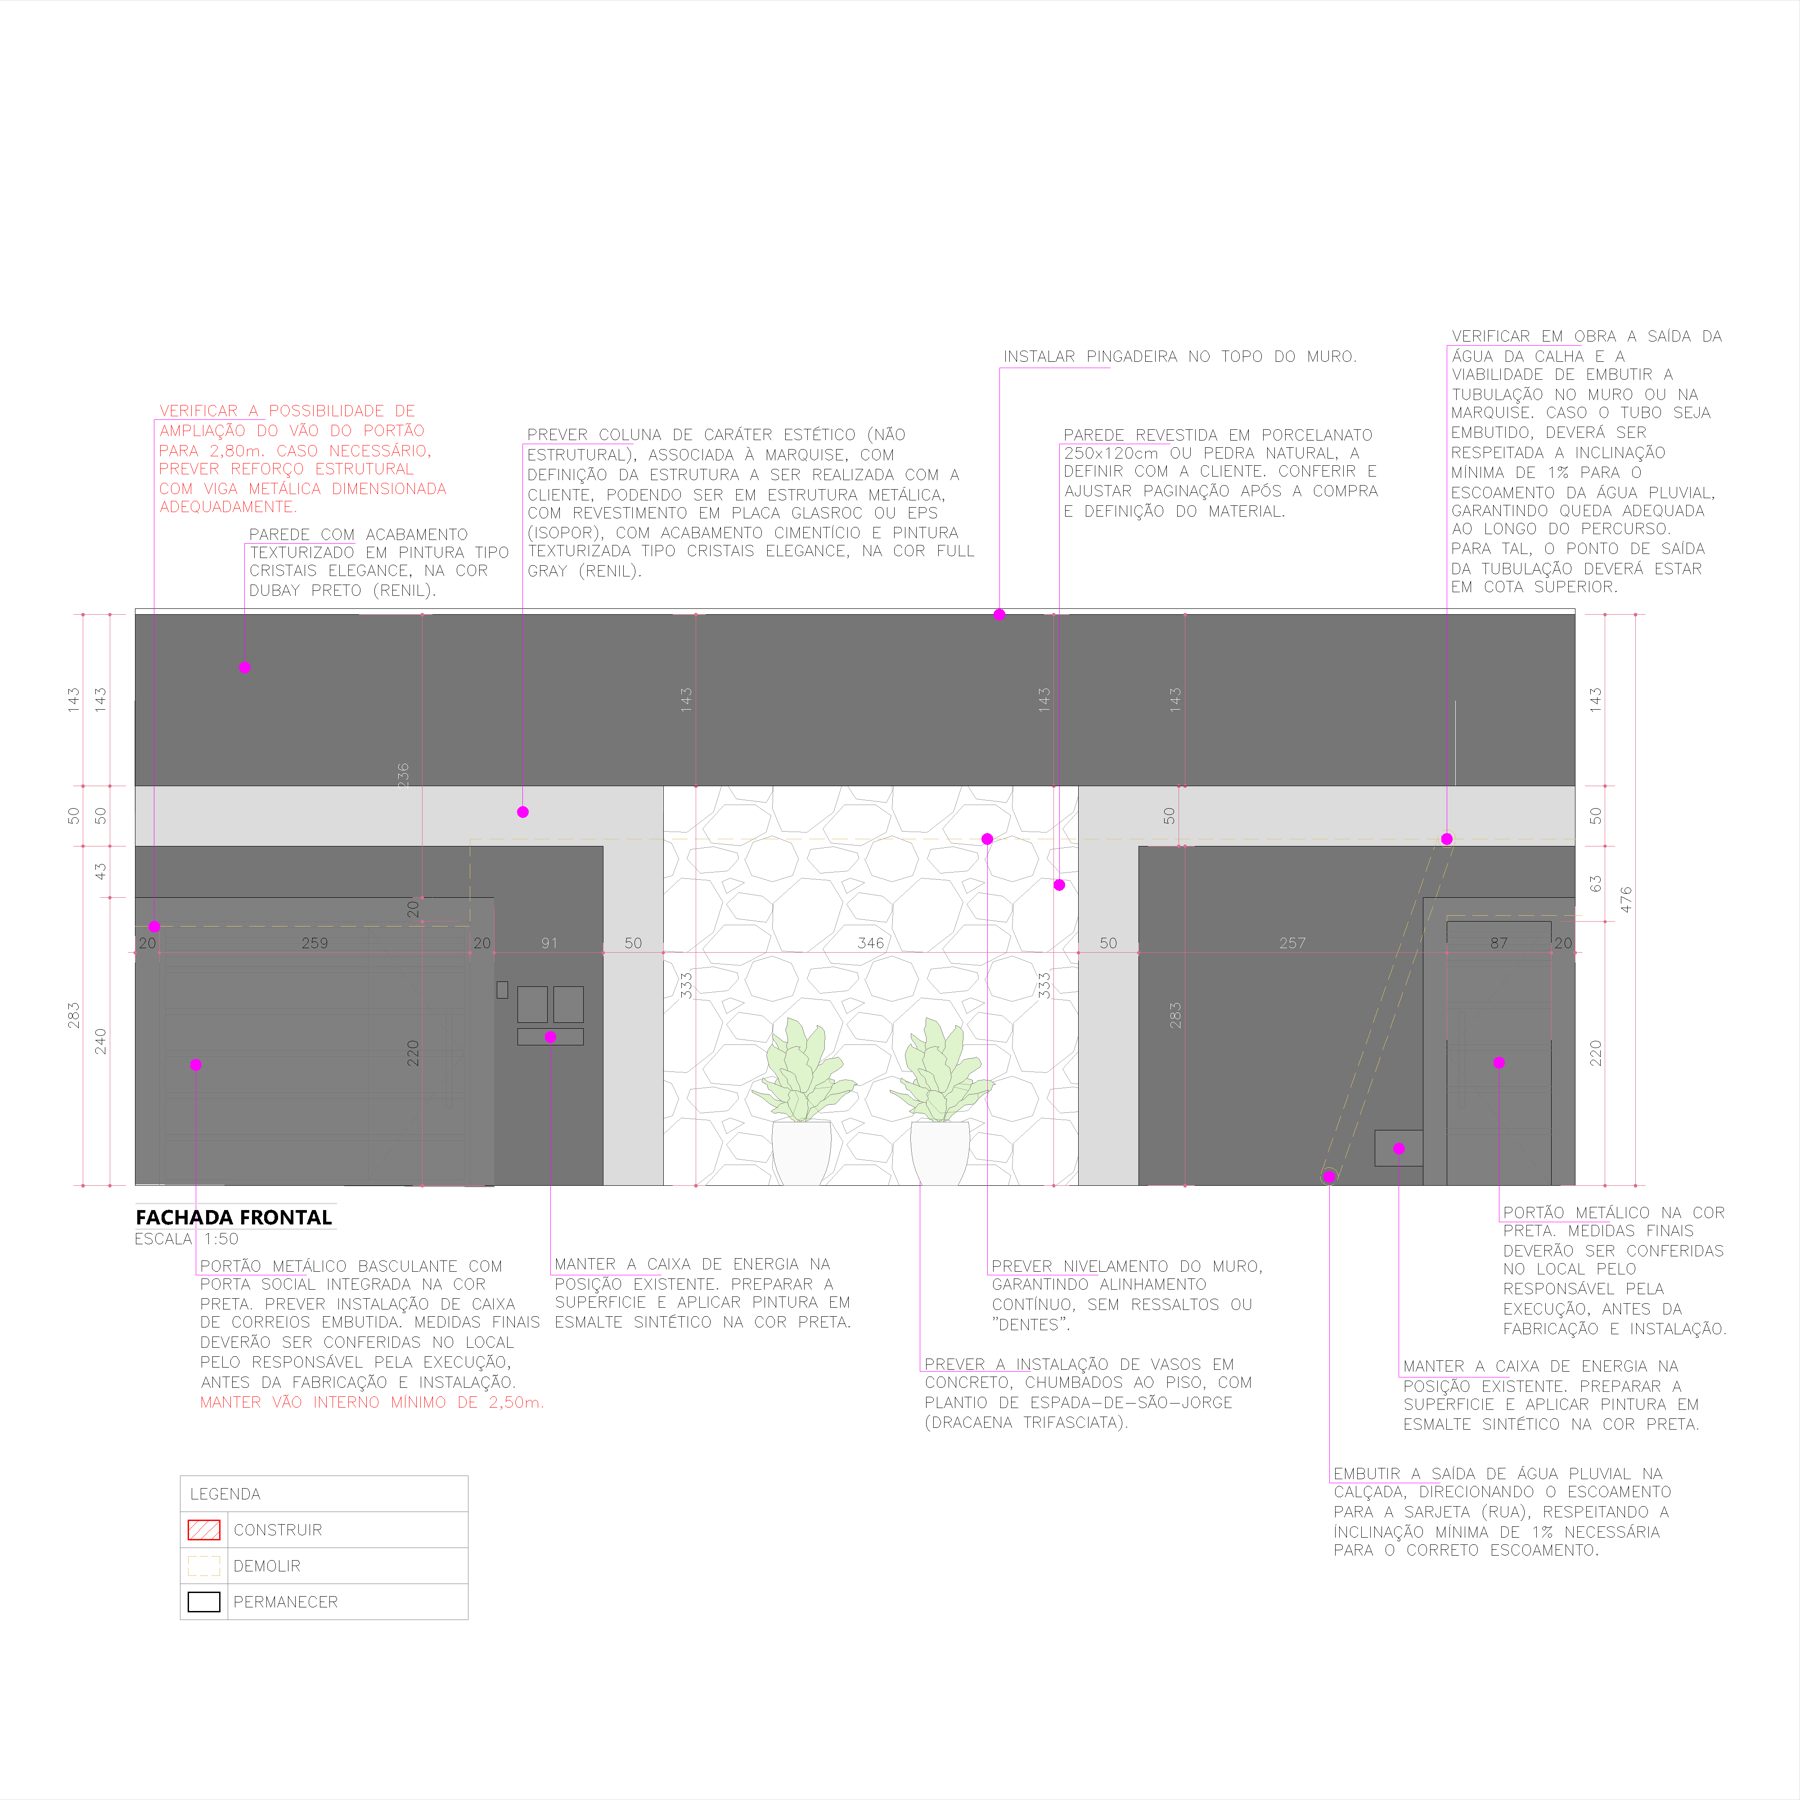 VERIFICAR EM OBRA A SAÍDA DA
ÁGUA DA CALHA E A
VIABILIDADE DE EMBUTIR A
TUBULAÇÃO NO MURO OU NA
MARQUISE. CASO O TUBO SEJA
EMBUTIDO, DEVERÁ SER
RESPEITADA A INCLINAÇÃO
MÍNIMA DE 1% PARA O
ESCOAMENTO DA ÁGUA PLUVIAL,
GARANTINDO QUEDA ADEQUADA
AO LONGO DO PERCURSO.
PARA TAL, O PONTO DE SAÍDA
DA TUBULAÇÃO DEVERÁ ESTAR
EM COTA SUPERIOR.
INSTALAR PINGADEIRA NO TOPO DO MURO.
VERIFICAR A POSSIBILIDADE DE
AMPLIAÇÃO DO VÃO DO PORTÃO
PARA 2,80m. CASO NECESSÁRIO,
PREVER REFORÇO ESTRUTURAL
COM VIGA METÁLICA DIMENSIONADA
ADEQUADAMENTE.
PAREDE COM ACABAMENTO
TEXTURIZADO EM PINTURA TIPO
CRISTAIS ELEGANCE, NA COR
DUBAY PRETO (RENIL).
PREVER COLUNA DE CARÁTER ESTÉTICO (NÃO
ESTRUTURAL), ASSOCIADA À MARQUISE, COM
DEFINIÇÃO DA ESTRUTURA A SER REALIZADA COM A
CLIENTE, PODENDO SER EM ESTRUTURA METÁLICA,
COM REVESTIMENTO EM PLACA GLASROC OU EPS
(ISOPOR), COM ACABAMENTO CIMENTÍCIO E PINTURA
TEXTURIZADA TIPO CRISTAIS ELEGANCE, NA COR FULL
GRAY (RENIL).
PAREDE REVESTIDA EM PORCELANATO
250x120cm OU PEDRA NATURAL, A
DEFINIR COM A CLIENTE. CONFERIR E
AJUSTAR PAGINAÇÃO APÓS A COMPRA
E DEFINIÇÃO DO MATERIAL.
143
143
143
143
143
143
236
50
50
50
50
43
63
476
20
20
259
20
91
50
346
50
257
87
20
283
240
220
333
333
283
220
FACHADA FRONTAL
ESCALA 1:50
PORTÃO METÁLICO BASCULANTE COM
PORTA SOCIAL INTEGRADA NA COR
PRETA. PREVER INSTALAÇÃO DE CAIXA
DE CORREIOS EMBUTIDA. MEDIDAS FINAIS
DEVERÃO SER CONFERIDAS NO LOCAL
PELO RESPONSÁVEL PELA EXECUÇÃO,
ANTES DA FABRICAÇÃO E INSTALAÇÃO.
MANTER VÃO INTERNO MÍNIMO DE 2,50m.
MANTER A CAIXA DE ENERGIA NA
POSIÇÃO EXISTENTE. PREPARAR A
SUPERFICIE E APLICAR PINTURA EM
ESMALTE SINTÉTICO NA COR PRETA.
PREVER NIVELAMENTO DO MURO,
GARANTINDO ALINHAMENTO
CONTÍNUO, SEM RESSALTOS OU
"DENTES".
PREVER A INSTALAÇÃO DE VASOS EM
CONCRETO, CHUMBADOS AO PISO, COM
PLANTIO DE ESPADA-DE-SÃO-JORGE
(DRACAENA TRIFASCIATA).
PORTÃO METÁLICO NA COR
PRETA. MEDIDAS FINAIS
DEVERÃO SER CONFERIDAS
NO LOCAL PELO
RESPONSÁVEL PELA
EXECUÇÃO, ANTES DA
FABRICAÇÃO E INSTALAÇÃO.
MANTER A CAIXA DE ENERGIA NA
POSIÇÃO EXISTENTE. PREPARAR A
SUPERFICIE E APLICAR PINTURA EM
ESMALTE SINTÉTICO NA COR PRETA.
EMBUTIR A SAÍDA DE ÁGUA PLUVIAL NA
CALÇADA, DIRECIONANDO O ESCOAMENTO
PARA A SARJETA (RUA), RESPEITANDO A
INCLINAÇÃO MÍNIMA DE 1% NECESSÁRIA
PARA O CORRETO ESCOAMENTO.
LEGENDA
CONSTRUIR
DEMOLIR
PERMANECER